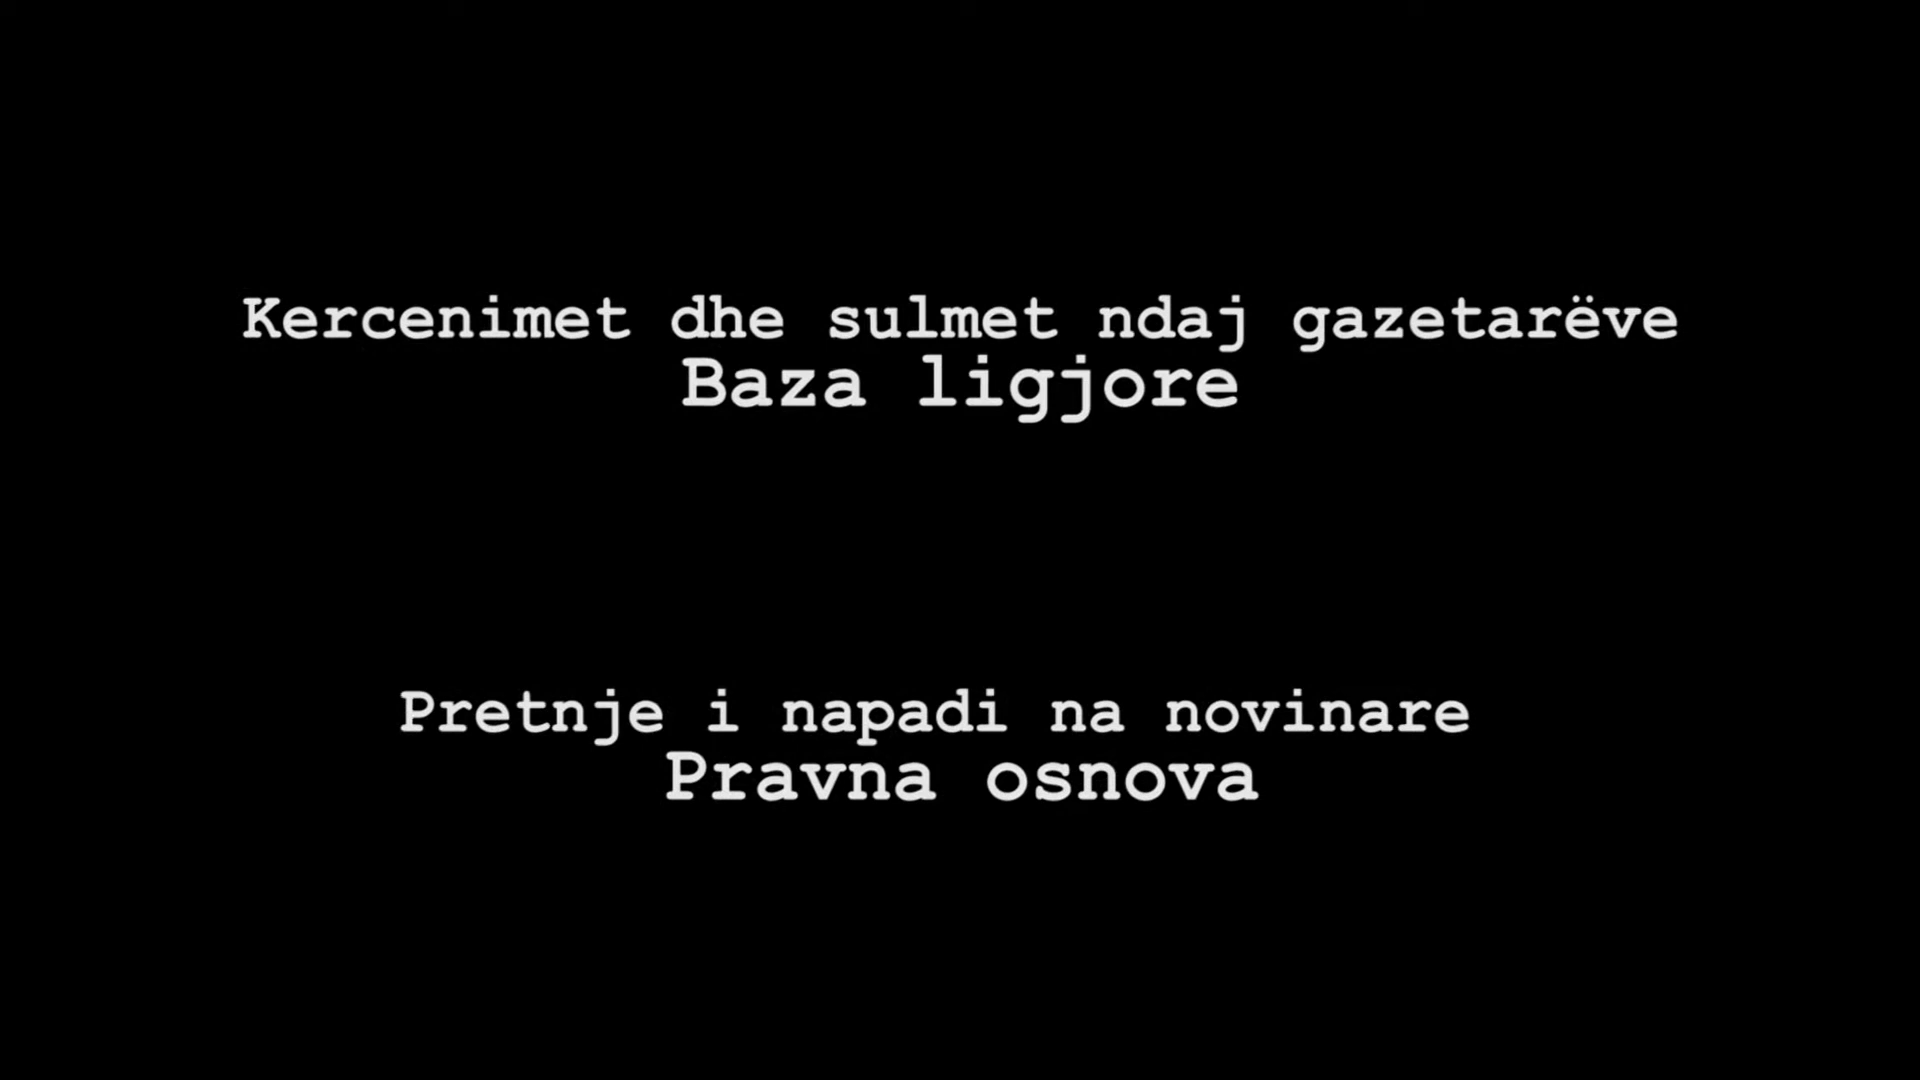 Kercenimet dhe sulmet ndaj gazetarëve
Baza ligjore
Pretnje i napadi na novinare
Pravna osnova